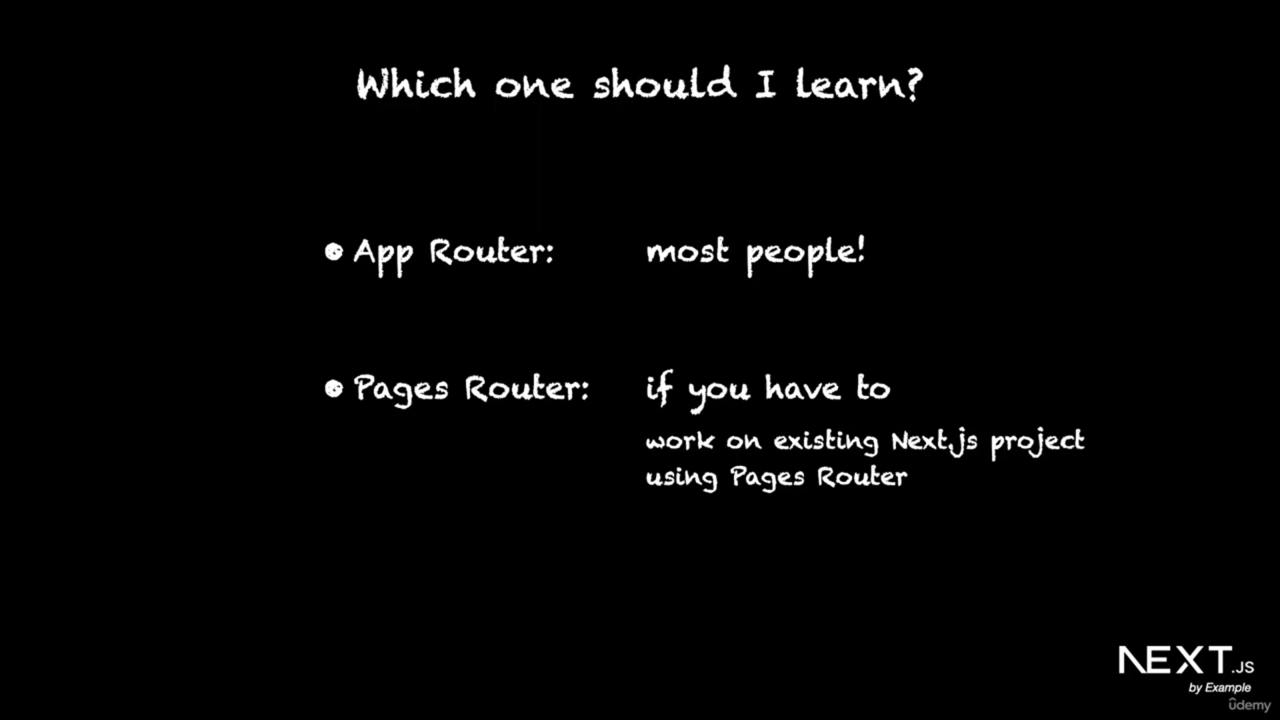 Which one should I learn?
• App Router: most people!
• Pages Router: if you have to
work on existing Next.js project
using Pages Router
NEXT.JS
by Example
ûdemy